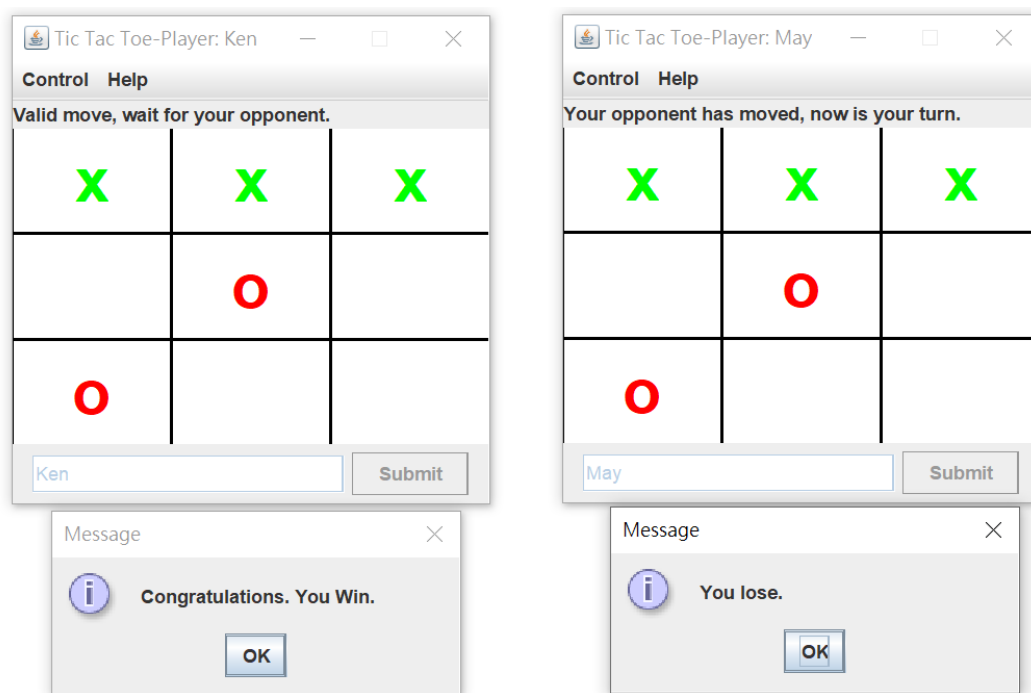 Tic Tac Toe-Player: Ken
Control Help
Valid move, wait for your opponent.
X X X
O
O
Ken Submit
Message
i Congratulations. You Win.
OK
Tic Tac Toe-Player: May
Control Help
Your opponent has moved, now is your turn.
X X X
O
O
May Submit
Message
i You lose.
OK